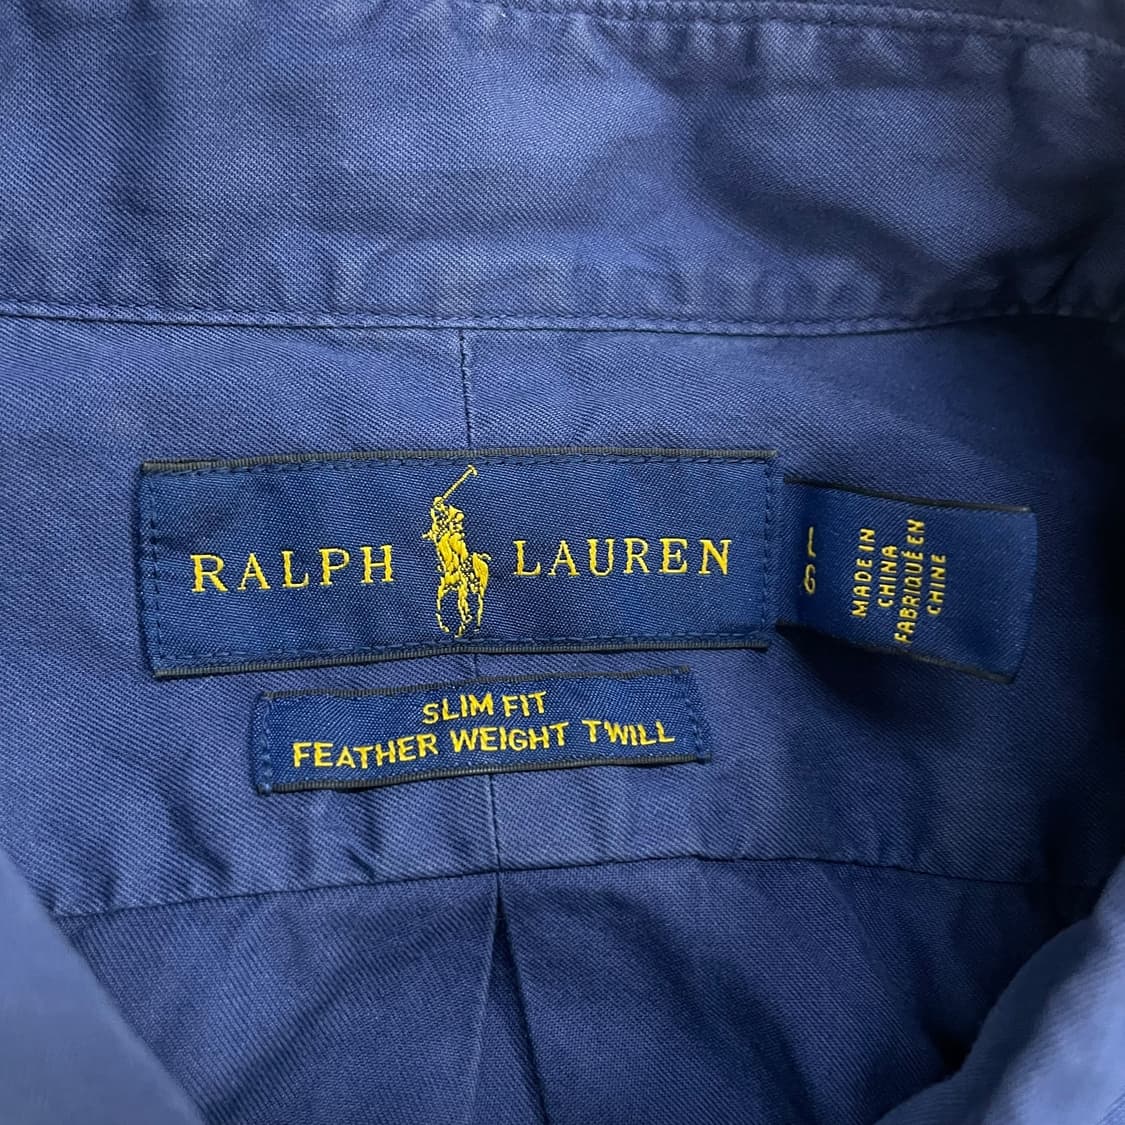 RALPH LAUREN
SLIM FIT
FEATHER WEIGHT TWILL
L
G
MADE IN
CHINA
FABRIQUÉ EN
CHINE